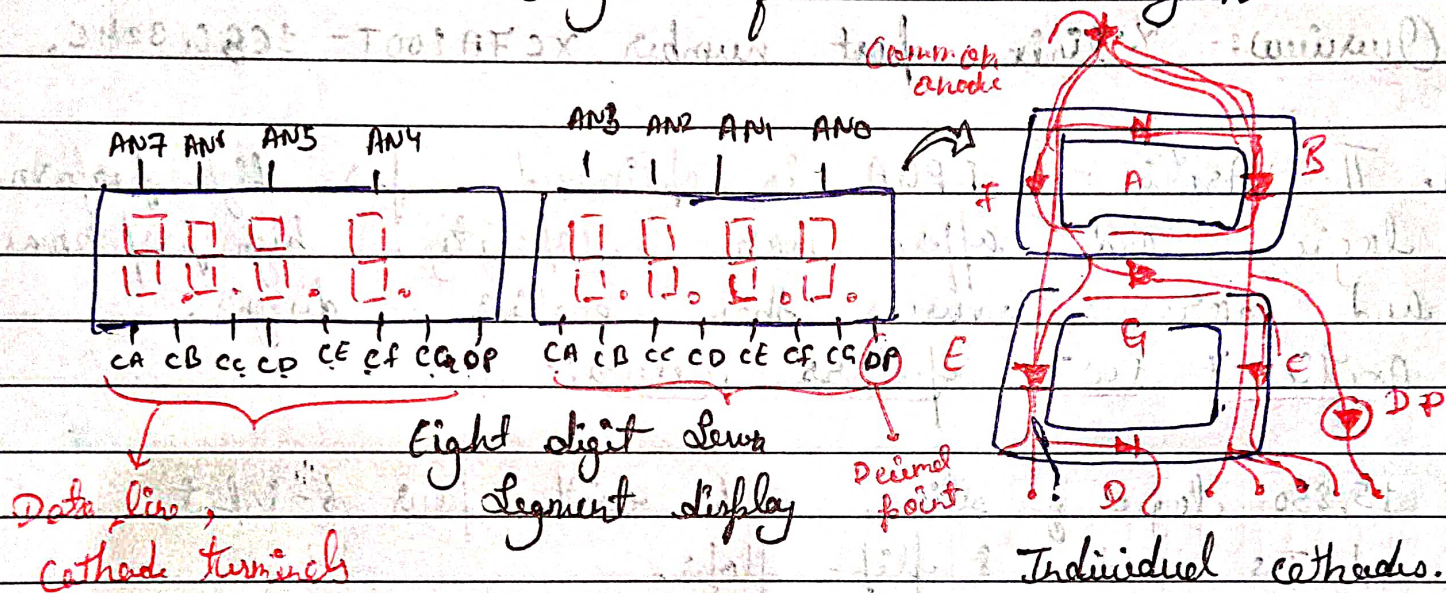 Common
anode
AN7 AN6 AN5 AN4
AN3 AN2 AN1 AN0
B
A
F
CA CB CC CD CE Cf CG DP
CA CB CC CD CE Cf CG DP
E
G
C
DP
D
Eight digit Seven
Segment display
Decimal
point
Data line,
Cathode terminals
Individual cathodes.